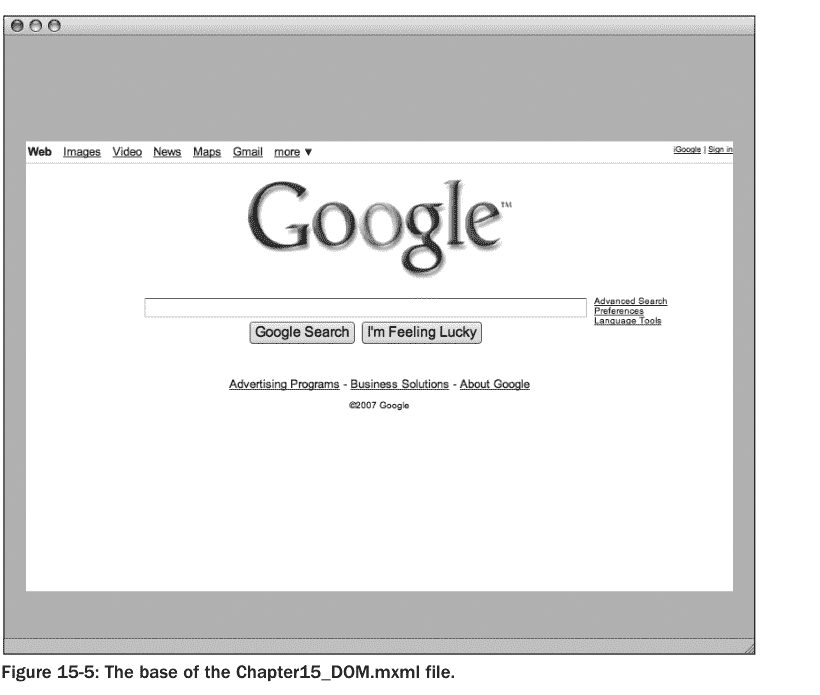 Web Images Video News Maps Gmail more ▼ iGoogle | Sign in
Google™
Advanced Search
Preferences
Language Tools
Google Search I'm Feeling Lucky
Advertising Programs - Business Solutions - About Google
©2007 Google
Figure 15-5: The base of the Chapter15_DOM.mxml file.